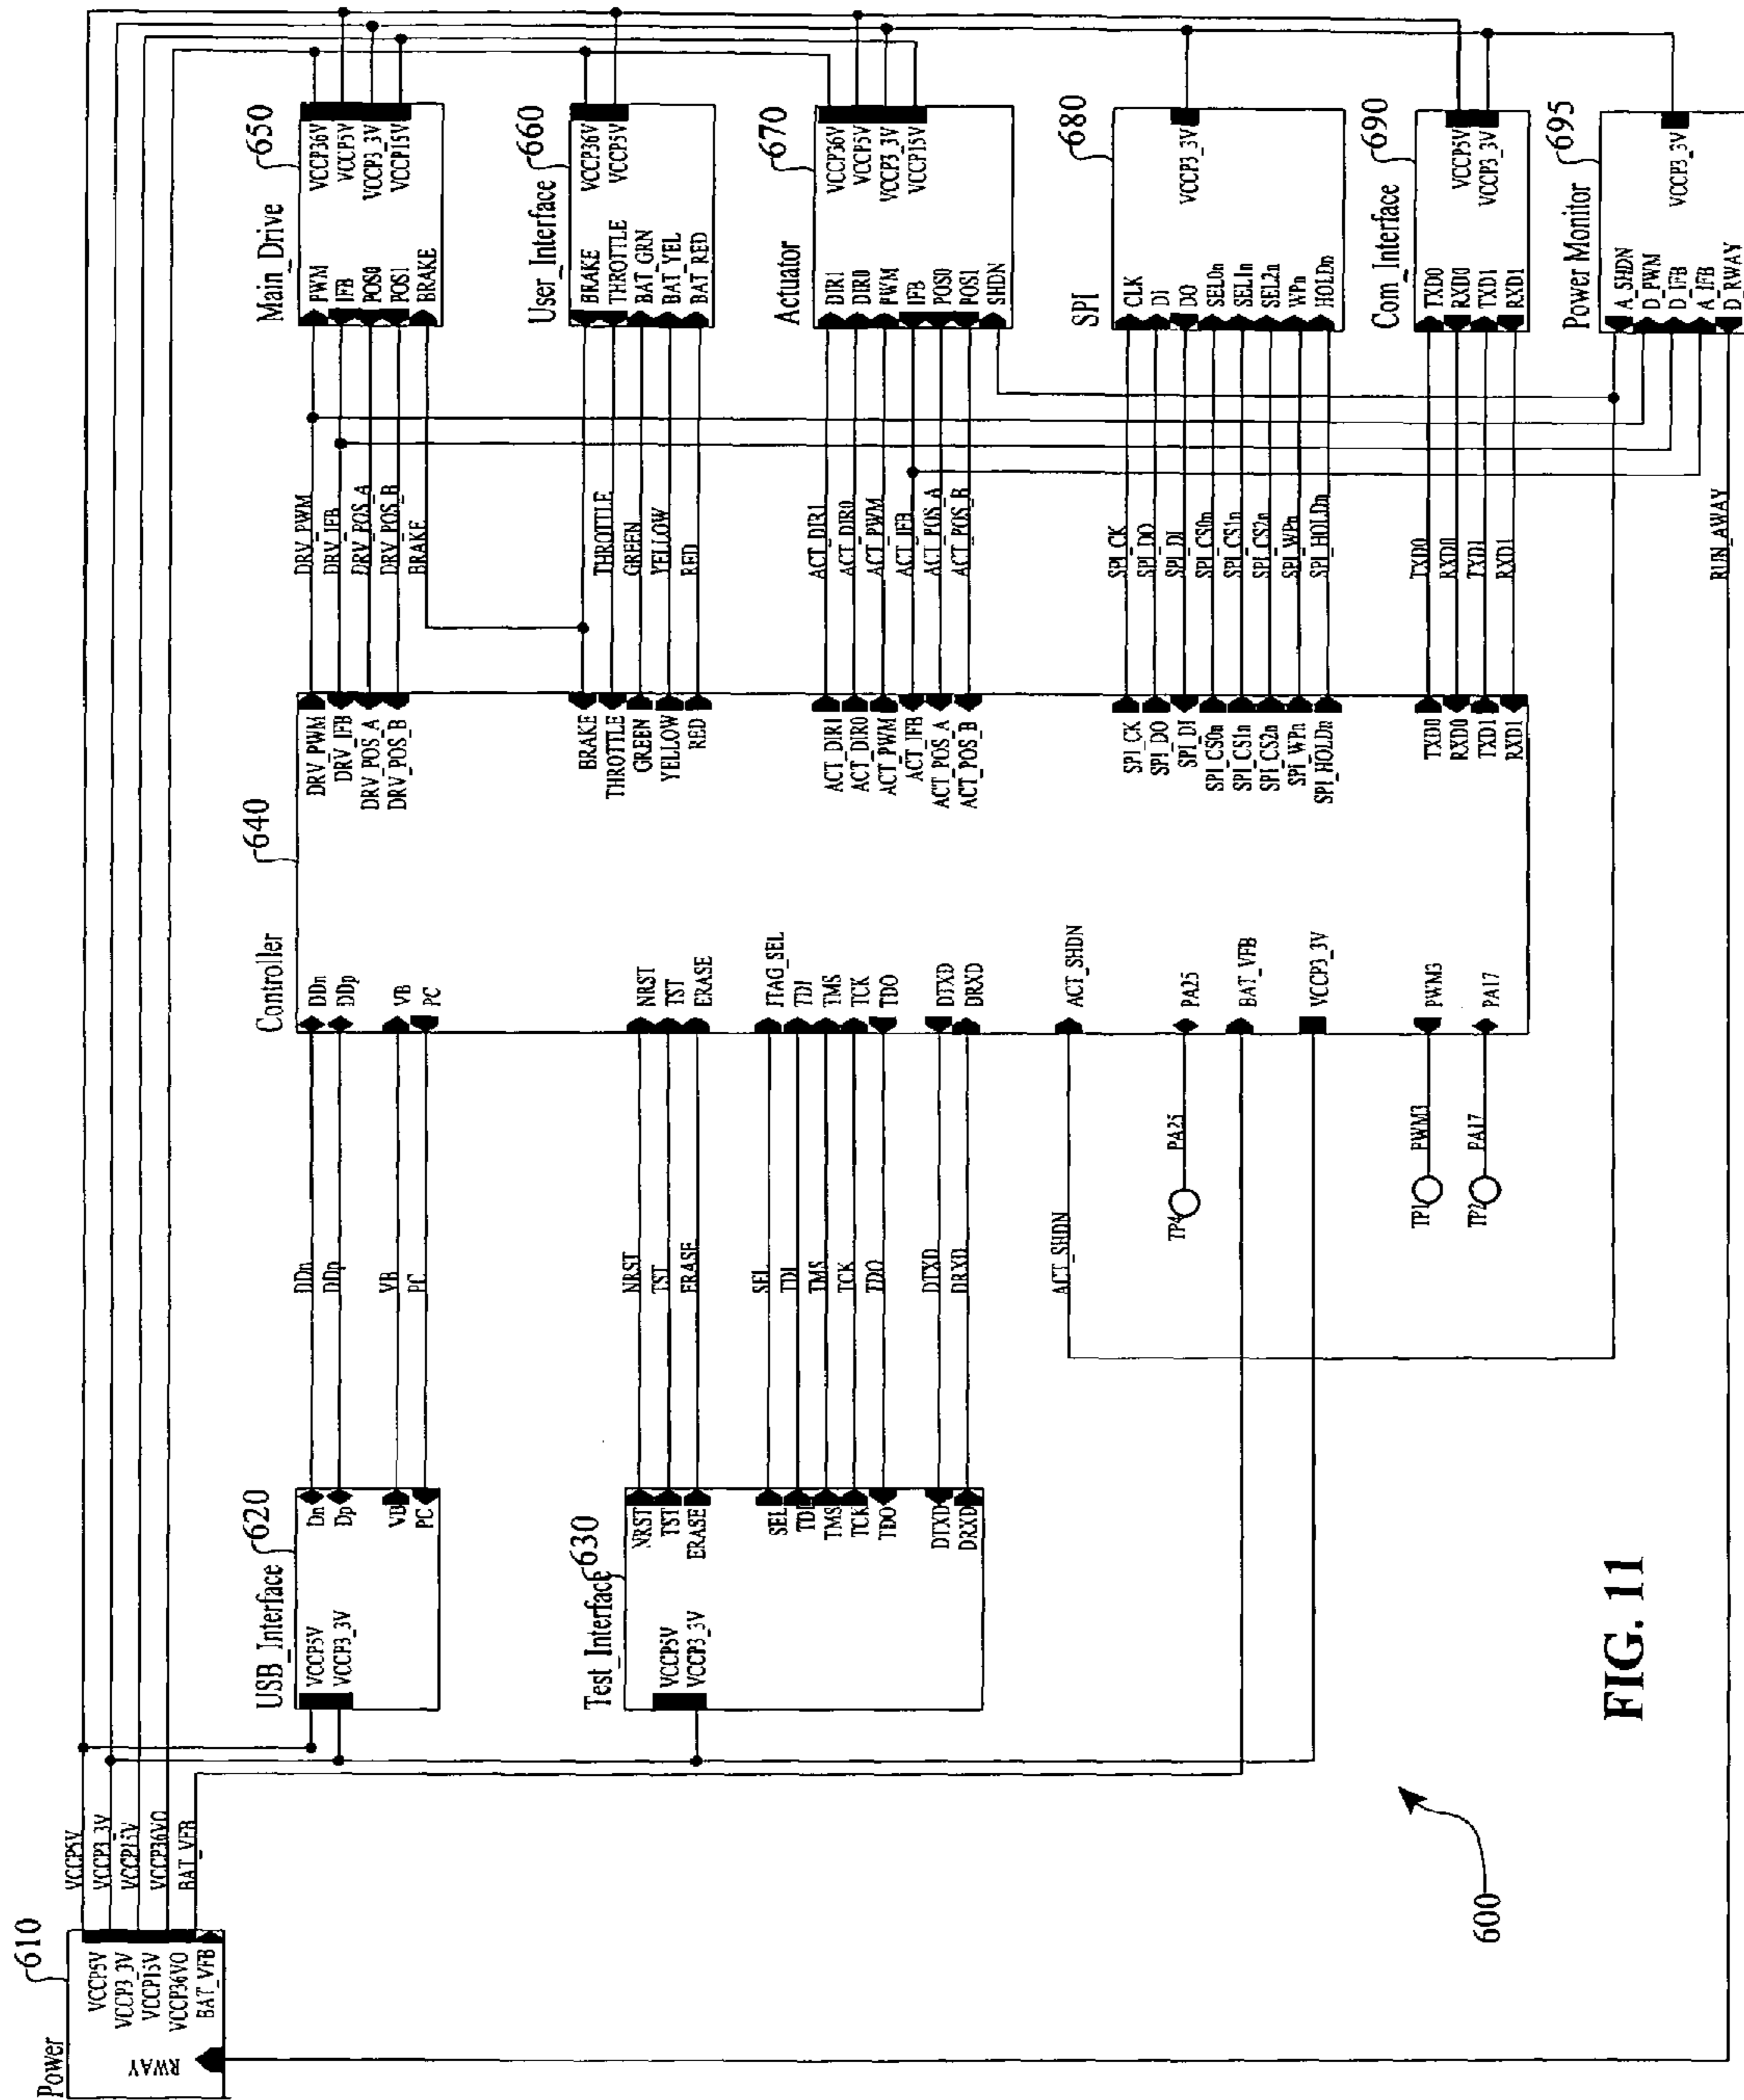 Power
610
RWAY
VCCP5V
VCCP3_3V
VCCP15V
VCCP36VO
BAT_VFB
VCCP5V
VCCP3_3V
VCCP15V
VCCP36VO
BAT_VFB
USB_Interface
620
VCCP5V
VCCP3_3V
Dn
Dp
VB
PC
DDn
DDp
VB
PC
Test_Interface
630
VCCP5V
VCCP3_3V
NRST
TST
ERASE
SEL
TDI
TMS
TCK
TDO
DTXD
DRXD
NRST
TST
ERASE
SEL
TDI
TMS
TCK
TDO
DTXD
DRXD
ACT_SHDN
TP4
PA25
TP1
PWM3
TP2
PA17
Controller
640
DDn
DDp
VB
PC
NRST
TST
ERASE
JTAG_SEL
TDI
TMS
TCK
TDO
DTXD
DRXD
ACT_SHDN
PA25
BAT_VFB
VCCP3_3V
PWM3
PA17
DRV_PWM
DRV_IFB
DRV_POS_A
DRV_POS_B
BRAKE
THROTTLE
GREEN
YELLOW
RED
ACT_DIR1
ACT_DIR0
ACT_PWM
ACT_IFB
ACT_POS_A
ACT_POS_B
SPI_CK
SPI_DO
SPI_DI
SPI_CS0n
SPI_CS1n
SPI_CS2n
SPI_WPn
SPI_HOLDn
TXD0
RXD0
TXD1
RXD1
DRV_PWM
DRV_IFB
DRV_POS_A
DRV_POS_B
BRAKE
THROTTLE
GREEN
YELLOW
RED
ACT_DIR1
ACT_DIR0
ACT_PWM
ACT_IFB
ACT_POS_A
ACT_POS_B
SPI_CK
SPI_DO
SPI_DI
SPI_CS0n
SPI_CS1n
SPI_CS2n
SPI_WPn
SPI_HOLDn
TXD0
RXD0
TXD1
RXD1
RUN_AWAY
Main_Drive
650
PWM
IFB
POS0
POS1
BRAKE
VCCP36V
VCCP5V
VCCP3_3V
VCCP15V
User_Interface
660
BRAKE
THROTTLE
BAT_GRN
BAT_YEL
BAT_RED
VCCP36V
VCCP5V
Actuator
670
DIR1
DIR0
PWM
IFB
POS0
POS1
SHDN
VCCP36V
VCCP5V
VCCP3_3V
VCCP15V
SPI
680
CLK
DI
DO
SEL0n
SEL1n
SEL2n
WPn
HOLDn
VCCP3_3V
Com_Interface
690
TXD0
RXD0
TXD1
RXD1
VCCP5V
VCCP3_3V
Power Monitor
695
A_SHDN
D_PWM
D_IFB
A_IFB
D_RWAY
VCCP3_3V
600
FIG. 11